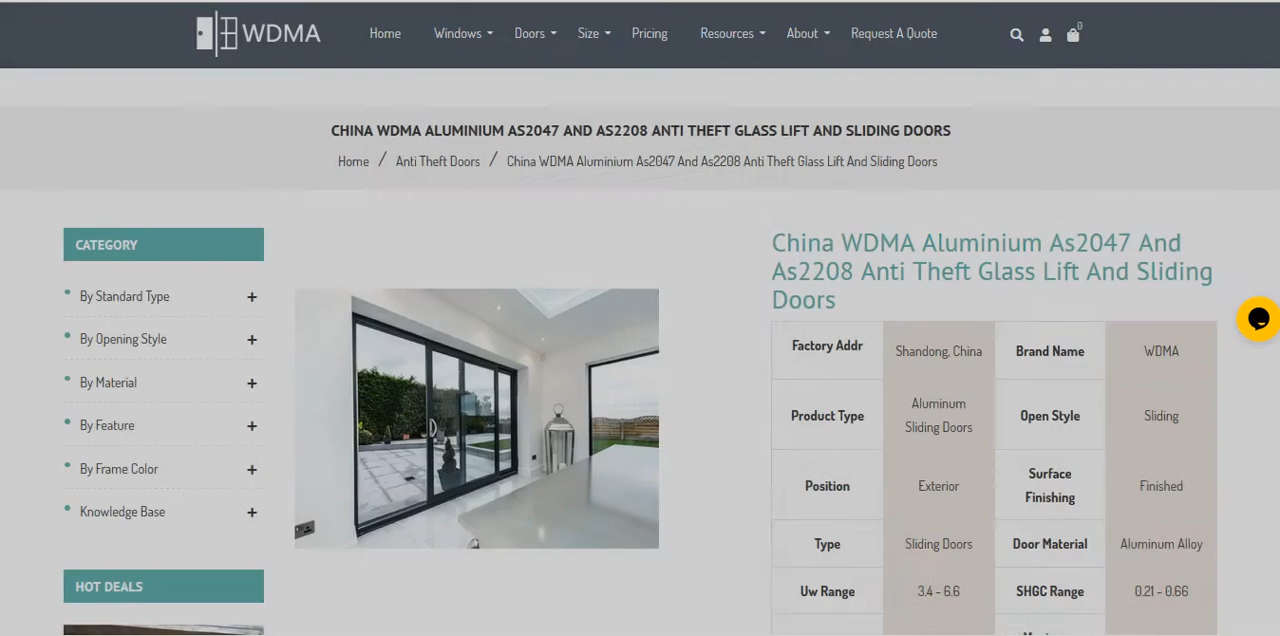 WDMA
Home
Windows
Doors
Size
Pricing
Resources
About
Request A Quote
0
CHINA WDMA ALUMINIUM AS2047 AND AS2208 ANTI THEFT GLASS LIFT AND SLIDING DOORS
Home / Anti Theft Doors / China WDMA Aluminium As2047 And As2208 Anti Theft Glass Lift And Sliding Doors
CATEGORY
By Standard Type +
By Opening Style +
By Material +
By Feature +
By Frame Color +
Knowledge Base +
HOT DEALS
China WDMA Aluminium As2047 And
As2208 Anti Theft Glass Lift And Sliding
Doors
Factory Addr
Shandong, China
Brand Name
WDMA
Product Type
Aluminum
Sliding Doors
Open Style
Sliding
Position
Exterior
Surface
Finishing
Finished
Type
Sliding Doors
Door Material
Aluminum Alloy
Uw Range
3.4 - 6.6
SHGC Range
0.21 - 0.66